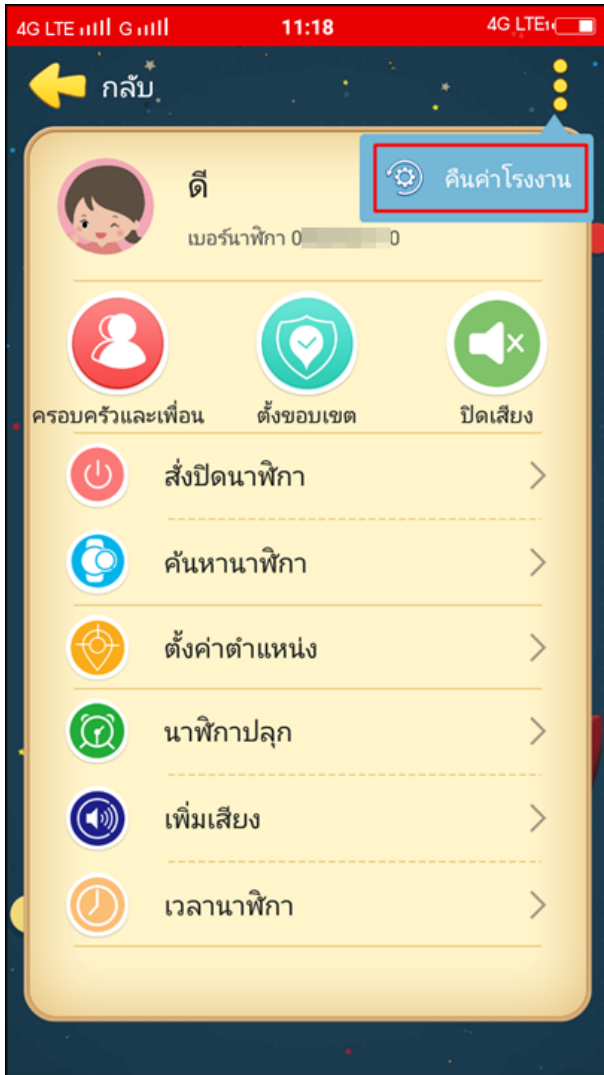 4G LTE G 11:18 4G LTE
กลับ
คืนค่าโรงงาน
ดี
เบอร์นาฬิกา 0 0
ครอบครัวและเพื่อน ตั้งขอบเขต ปิดเสียง
สั่งปิดนาฬิกา
ค้นหานาฬิกา
ตั้งค่าตำแหน่ง
นาฬิกาปลุก
เพิ่มเสียง
เวลานาฬิกา